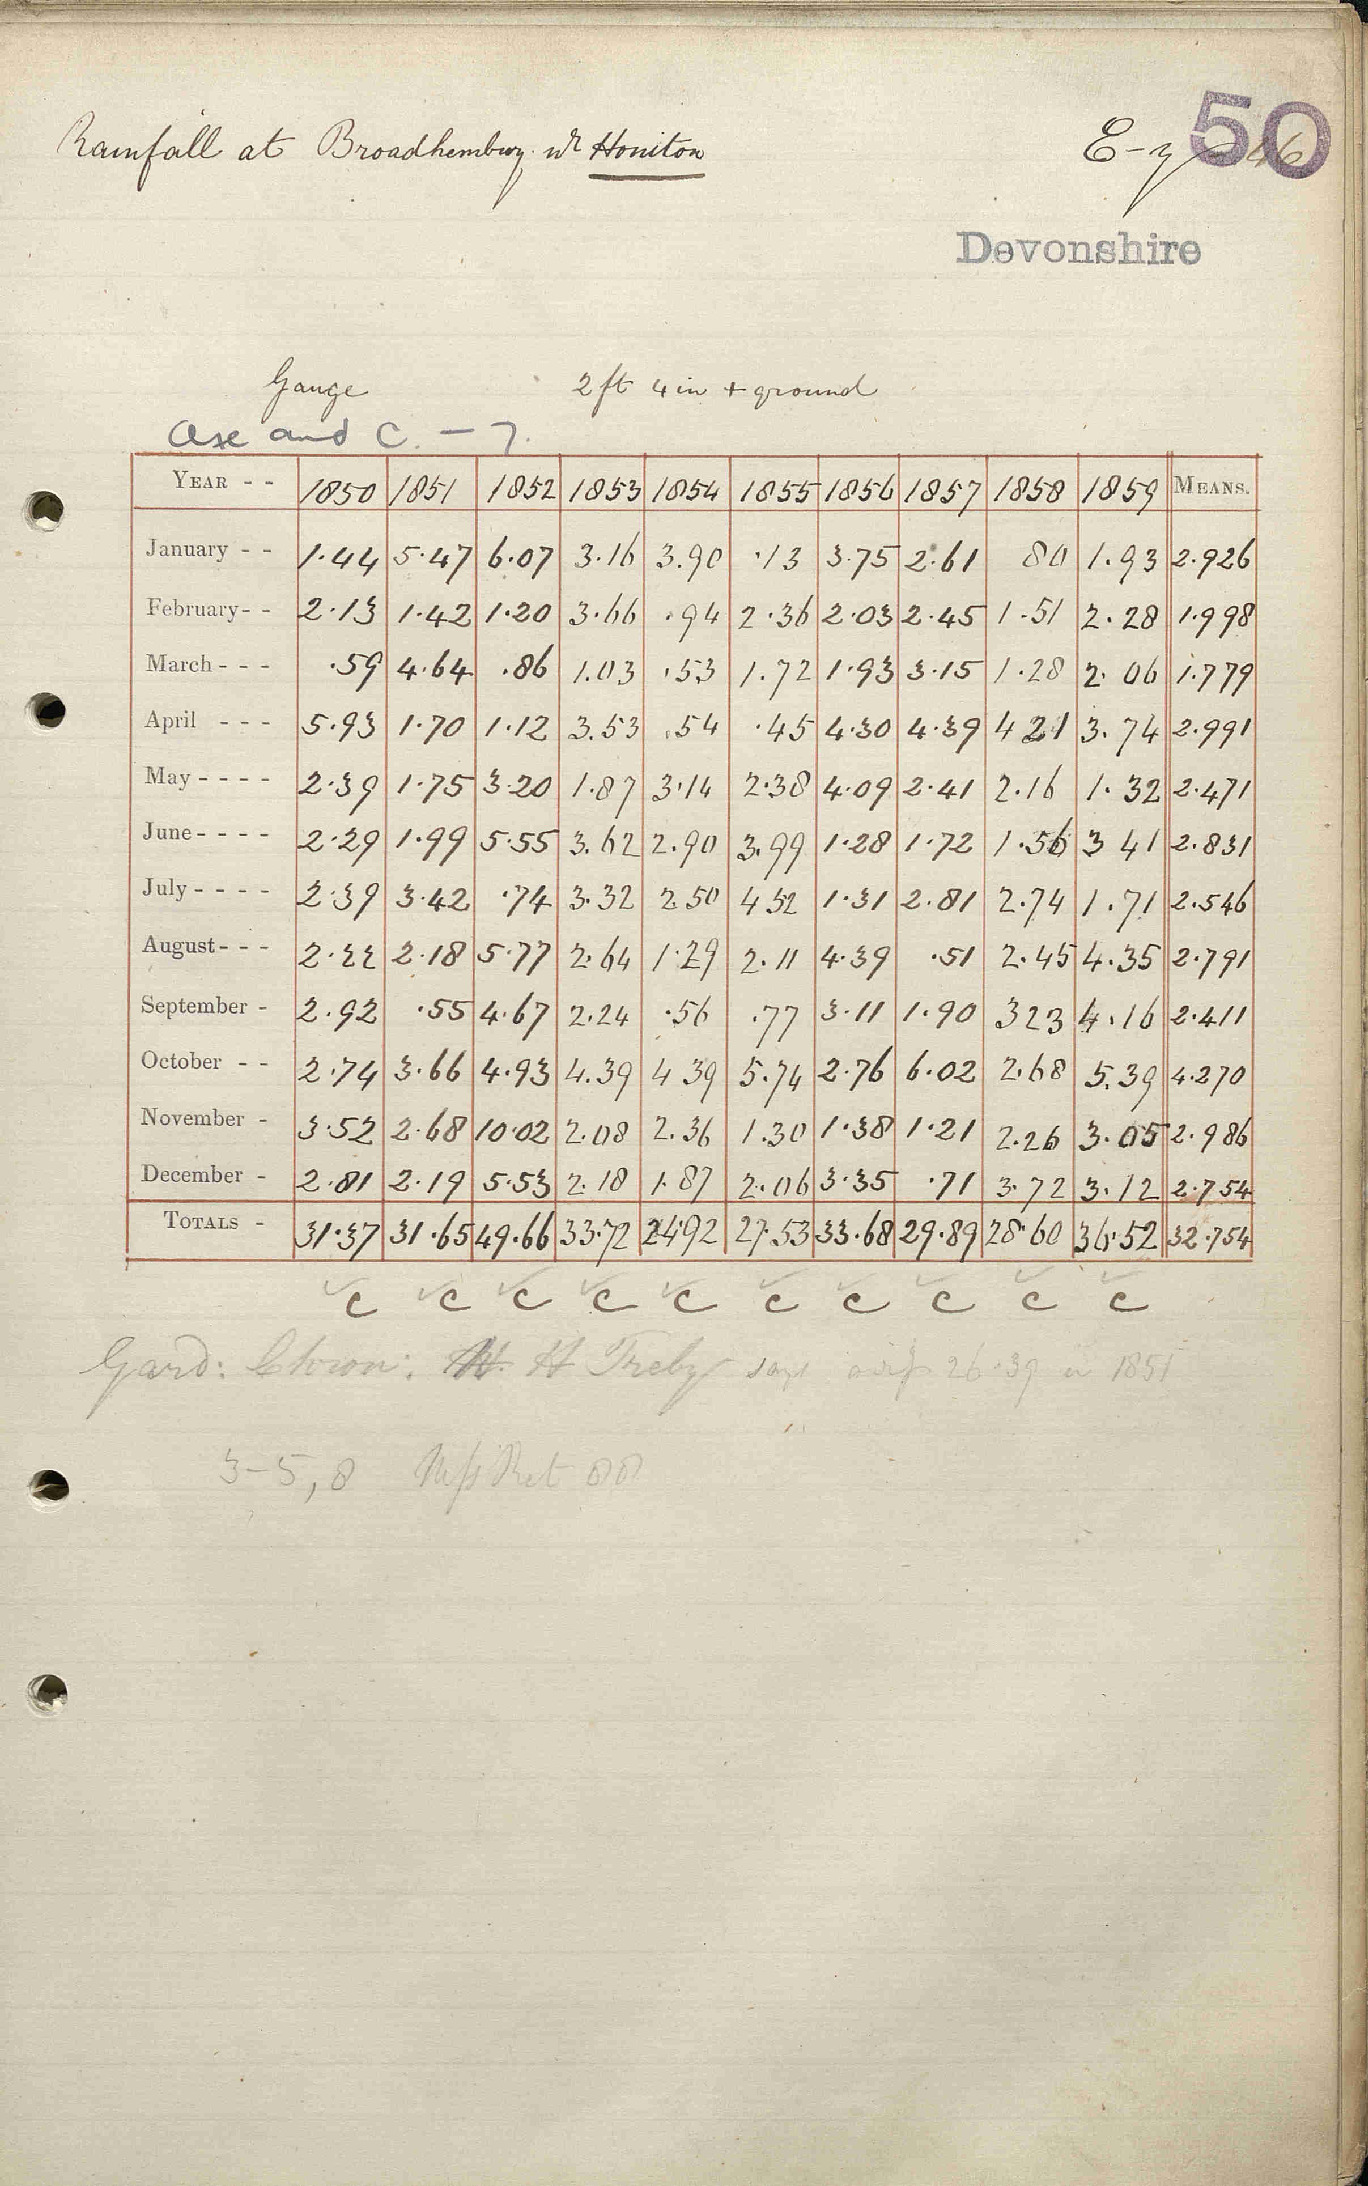 50
Rainfall at Broadhembury nr Honiton
Devonshire
Gauge 2 ft 4 in + ground
Axe and C. - 7.
YEAR - - 1850 1851 1852 1853 1854 1855 1856 1857 1858 1859 MEANS.
January - - 1.44 5.47 6.07 3.16 3.90 .13 3.75 2.61 80 1.93 2.926
February - - 2.13 1.42 1.20 3.66 .94 2.36 2.03 2.45 1.51 2.28 1.998
March - - - .59 4.64 .86 1.03 .53 1.72 1.93 3.15 1.28 2.06 1.779
April - - - 5.93 1.70 1.12 3.53 .54 .45 4.30 4.39 4 21 3.74 2.991
May - - - - 2.39 1.75 3.20 1.87 3.14 2.38 4.09 2.41 2.16 1.32 2.471
June - - - - 2.29 1.99 5.55 3.62 2.90 3.99 1.28 1.72 1.56 3 41 2.831
July - - - - 2.39 3.42 .74 3.32 2.50 4 52 1.31 2.81 2.74 1.71 2.546
August - - - 2.22 2.18 5.77 2.64 1.29 2.11 4.39 .51 2.45 4.35 2.791
September - 2.92 .55 4.67 2.24 .56 .77 3.11 1.90 3 23 4.16 2.411
October - - 2.74 3.66 4.93 4.39 4 39 5.74 2.76 6.02 2.68 5.39 4.270
November - 3.52 2.68 10.02 2.08 2.36 1.30 1.38 1.21 2.26 3.05 2.986
December - 2.81 2.19 5.53 2.18 1.87 2.06 3.35 .71 3.72 3.12 2.754
TOTALS - 31.37 31.65 49.66 33.72 24.92 27.53 33.68 29.89 28.60 36.52 32.754
c c c c c c c c c c
Gard: Clown: H Treby says 26.39 in 1855
3-5, 8 Ret